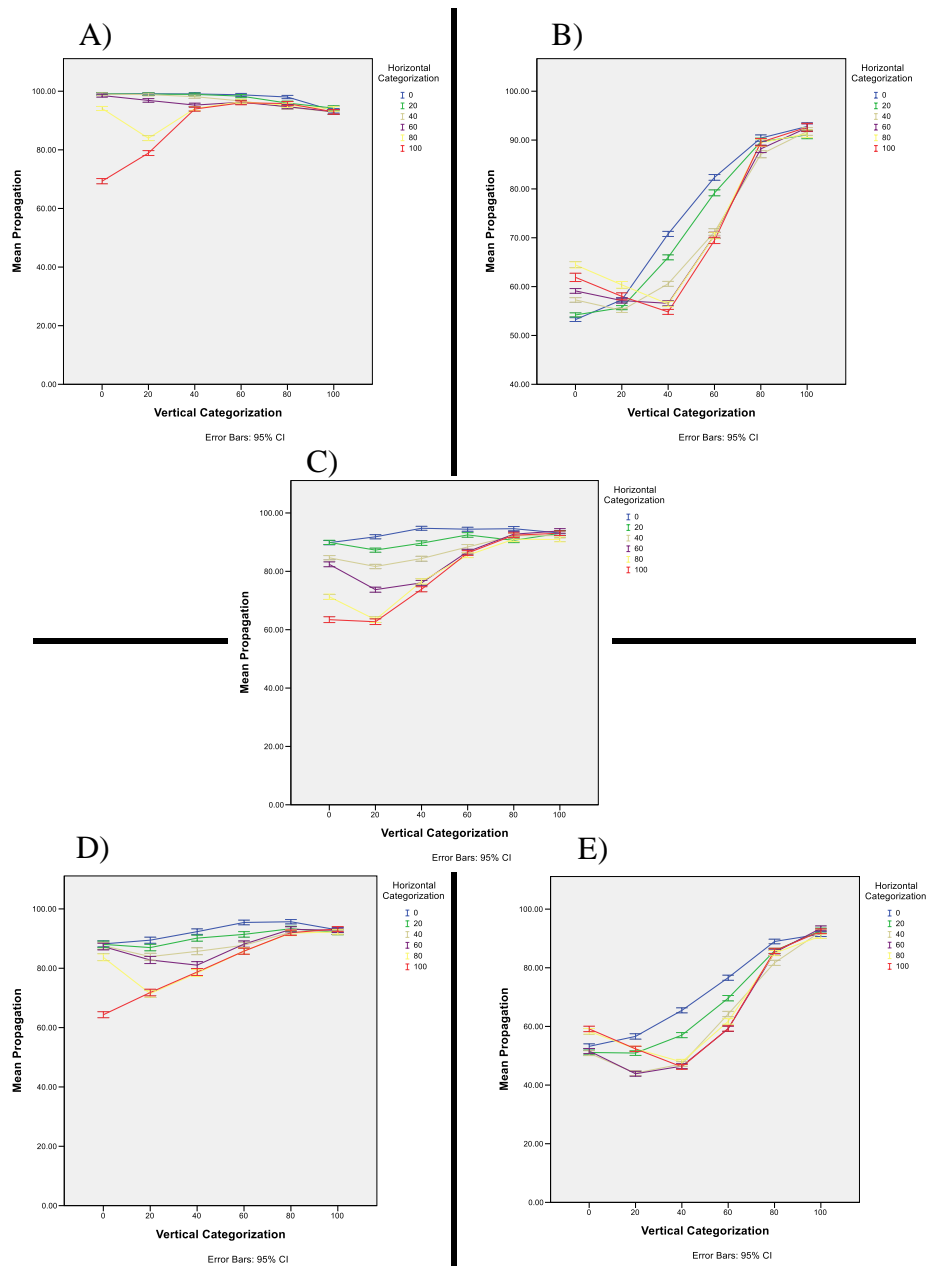 A)
Horizontal
Categorization
0
20
40
60
80
100
100.00
80.00
60.00
40.00
20.00
0.00
Mean Propagation
0 20 40 60 80 100
Vertical Categorization
Error Bars: 95% CI
B)
Horizontal
Categorization
0
20
40
60
80
100
100.00
90.00
80.00
70.00
60.00
50.00
40.00
Mean Propagation
0 20 40 60 80 100
Vertical Categorization
Error Bars: 95% CI
C)
Horizontal
Categorization
0
20
40
60
80
100
100.00
80.00
60.00
40.00
20.00
0.00
Mean Propagation
0 20 40 60 80 100
Vertical Categorization
Error Bars: 95% CI
D)
Horizontal
Categorization
0
20
40
60
80
100
100.00
80.00
60.00
40.00
20.00
0.00
Mean Propagation
0 20 40 60 80 100
Vertical Categorization
Error Bars: 95% CI
E)
Horizontal
Categorization
0
20
40
60
80
100
100.00
80.00
60.00
40.00
20.00
0.00
Mean Propagation
0 20 40 60 80 100
Vertical Categorization
Error Bars: 95% CI